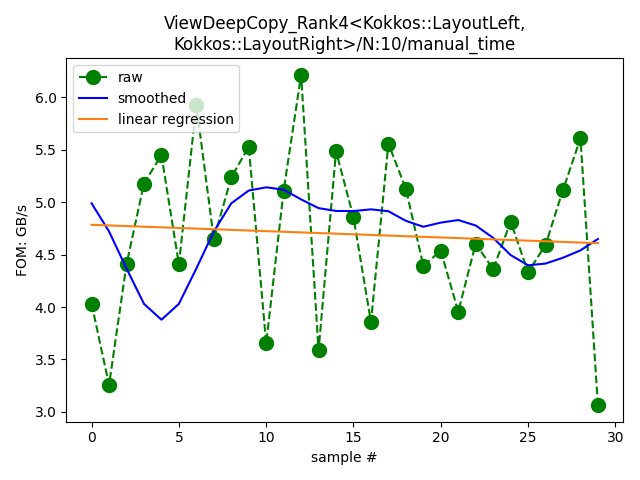 ViewDeepCopy_Rank4<Kokkos::LayoutLeft,
Kokkos::LayoutRight>/N:10/manual_time
raw
smoothed
linear regression
FOM: GB/s
6.0
5.5
5.0
4.5
4.0
3.5
3.0
0 5 10 15 20 25 30
sample #